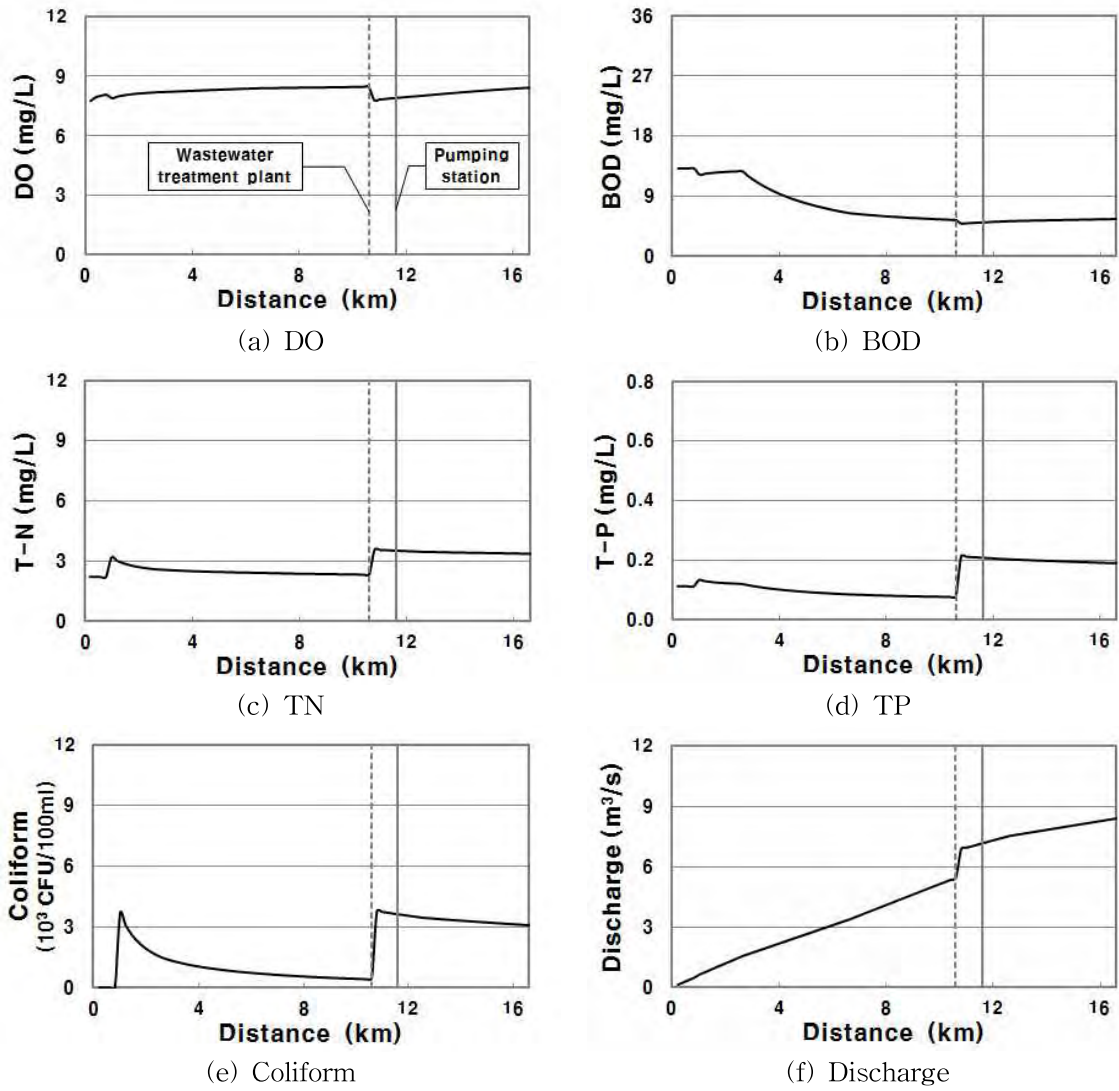 12
9
6
3
0
DO (mg/L)
Wastewater
treatment plant
Pumping
station
0 4 8 12 16
Distance (km)
(a) DO
36
27
18
9
0
BOD (mg/L)
0 4 8 12 16
Distance (km)
(b) BOD
12
9
6
3
0
T-N (mg/L)
0 4 8 12 16
Distance (km)
(c) TN
0.8
0.6
0.4
0.2
0.0
T-P (mg/L)
0 4 8 12 16
Distance (km)
(d) TP
12
9
6
3
0
Coliform
(10³ CFU/100ml)
0 4 8 12 16
Distance (km)
(e) Coliform
12
9
6
3
0
Discharge (m³/s)
0 4 8 12 16
Distance (km)
(f) Discharge